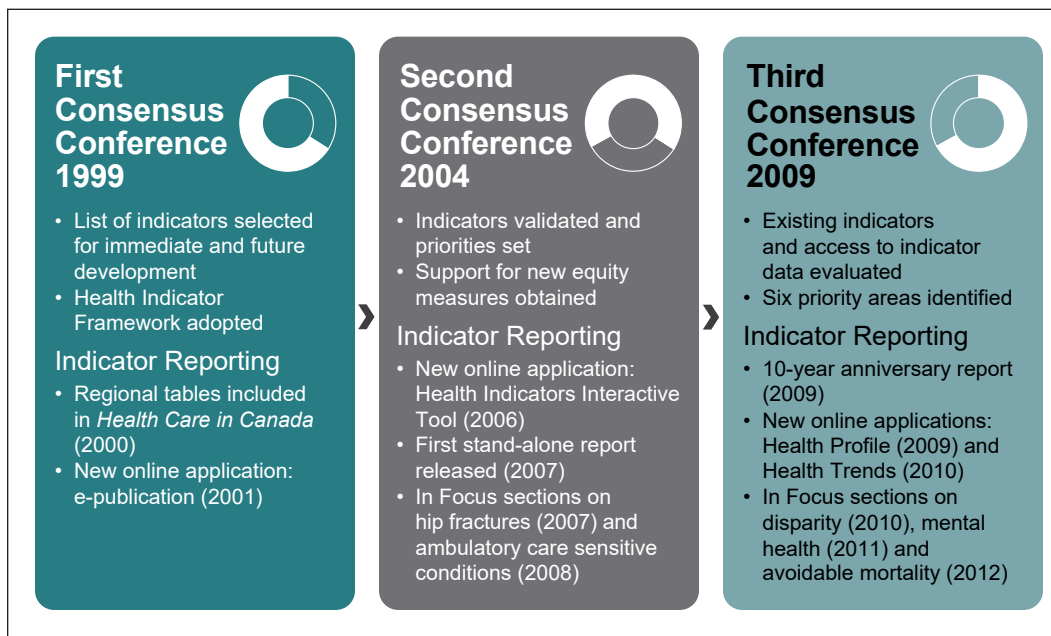 First
Consensus
Conference
1999
• List of indicators selected
for immediate and future
development
• Health Indicator
Framework adopted
Indicator Reporting
• Regional tables included
in Health Care in Canada
(2000)
• New online application:
e-publication (2001)
›
Second
Consensus
Conference
2004
• Indicators validated and
priorities set
• Support for new equity
measures obtained
Indicator Reporting
• New online application:
Health Indicators Interactive
Tool (2006)
• First stand-alone report
released (2007)
• In Focus sections on
hip fractures (2007) and
ambulatory care sensitive
conditions (2008)
›
Third
Consensus
Conference
2009
• Existing indicators
and access to indicator
data evaluated
• Six priority areas identified
Indicator Reporting
• 10-year anniversary report
(2009)
• New online applications:
Health Profile (2009) and
Health Trends (2010)
• In Focus sections on
disparity (2010), mental
health (2011) and
avoidable mortality (2012)